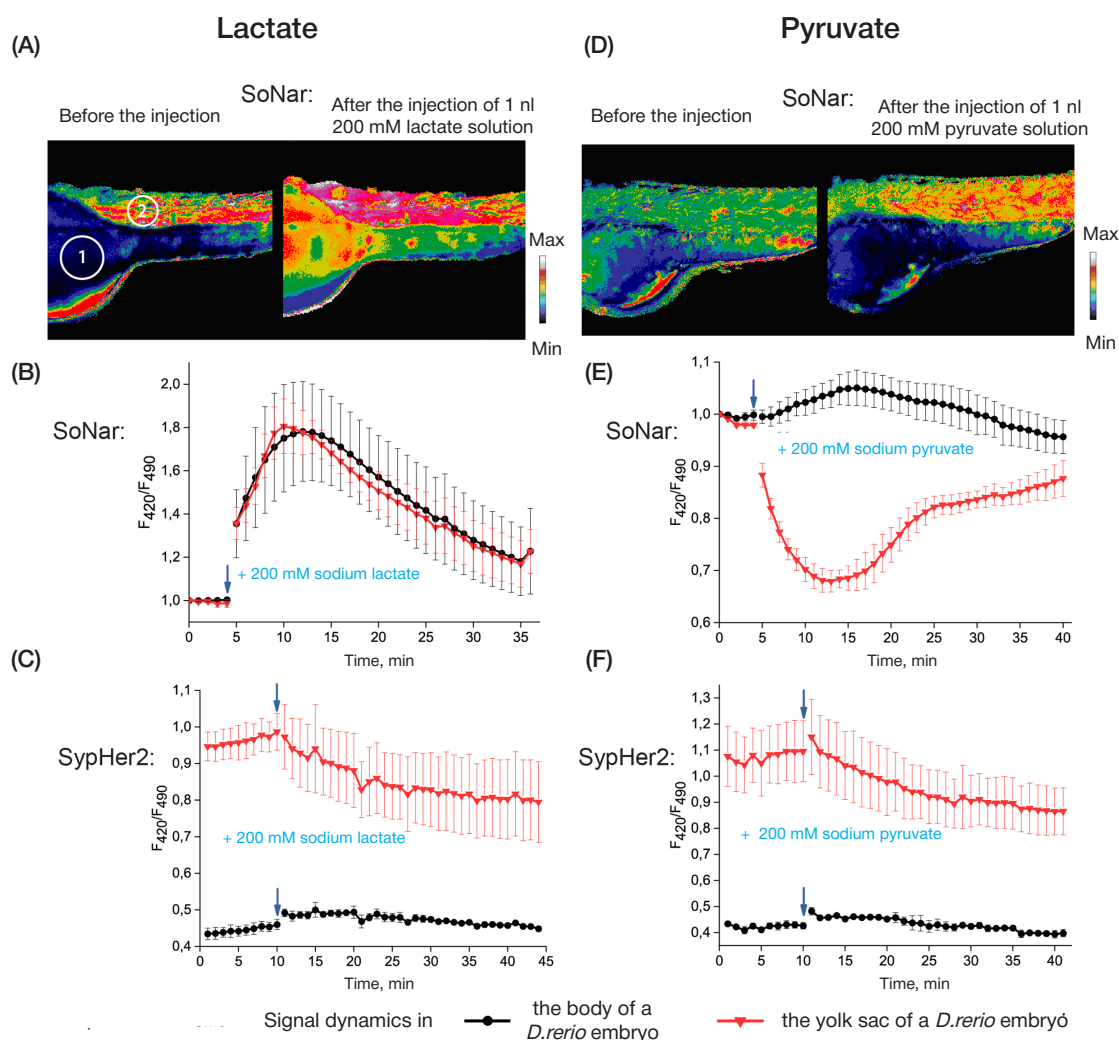 Lactate
(A)
SoNar:
Before the injection
After the injection of 1 nl
200 mM lactate solution
1
2
Max
Min
Pyruvate
(D)
SoNar:
Before the injection
After the injection of 1 nl
200 mM pyruvate solution
Max
Min
(B)
SoNar:
F420/F490
2,0
1,8
1,6
1,4
1,2
1,0
+ 200 mM sodium lactate
0 5 10 15 20 25 30 35
Time, min
(E)
SoNar:
F420/F490
1,1
1,0
0,9
0,8
0,7
0,6
+ 200 mM sodium pyruvate
0 5 10 15 20 25 30 35 40
Time, min
(C)
SypHer2:
F420/F490
1,1
1,0
0,9
0,8
0,7
0,6
0,5
0,4
+ 200 mM sodium lactate
0 5 10 15 20 25 30 35 40 45
Time, min
(F)
SypHer2:
F420/F490
1,3
1,2
1,1
1,0
0,9
0,8
0,7
0,6
0,5
0,4
+ 200 mM sodium pyruvate
0 5 10 15 20 25 30 35 40
Time, min
Signal dynamics in
the body of a
D.rerio embryo
the yolk sac of a D.rerio embryó